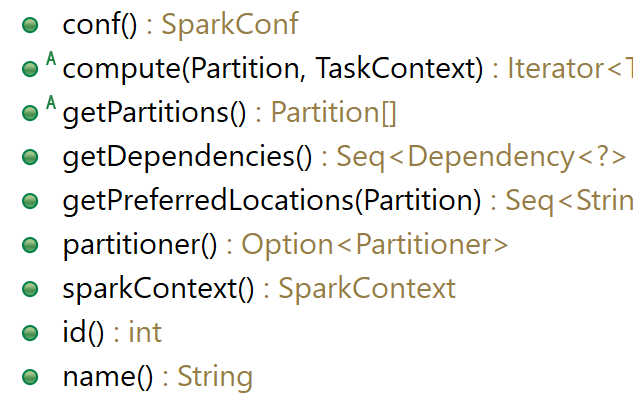 conf() : SparkConf
A compute(Partition, TaskContext) : Iterator<T
A getPartitions() : Partition[]
getDependencies() : Seq<Dependency<?>
getPreferredLocations(Partition) : Seq<Strin
partitioner() : Option<Partitioner>
sparkContext() : SparkContext
id() : int
name() : String